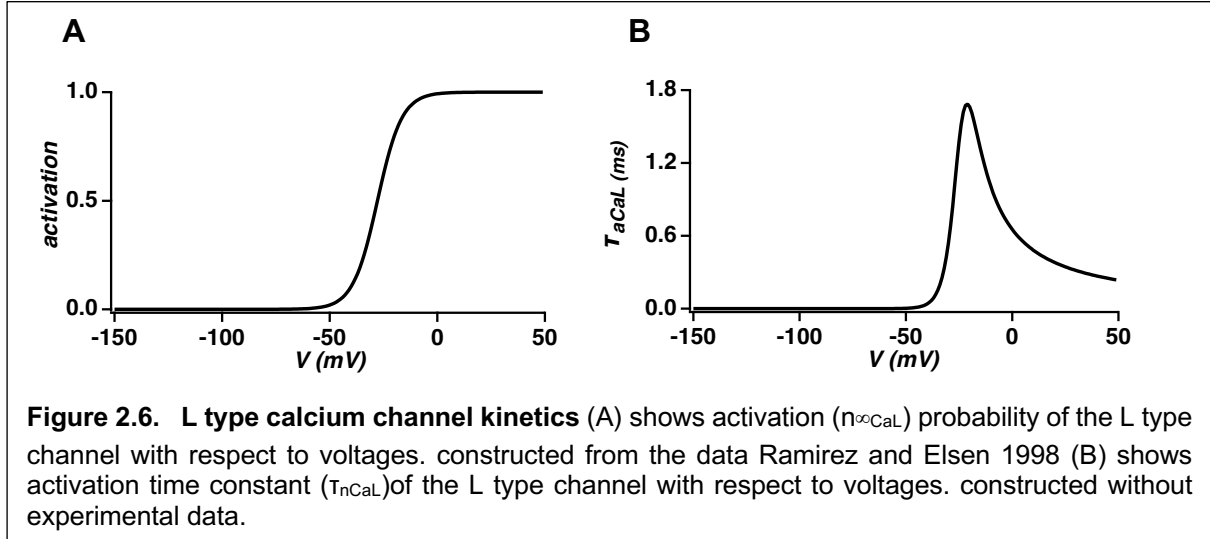 A
B
1.0
0.5
0.0
activation
-150
-100
-50
0
50
V (mV)
1.8
1.2
0.6
0.0
τaCaL (ms)
-150
-100
-50
0
50
V (mV)
Figure 2.6. L type calcium channel kinetics (A) shows activation (n∞CaL) probability of the L type
channel with respect to voltages. constructed from the data Ramirez and Elsen 1998 (B) shows
activation time constant (τnCaL)of the L type channel with respect to voltages. constructed without
experimental data.